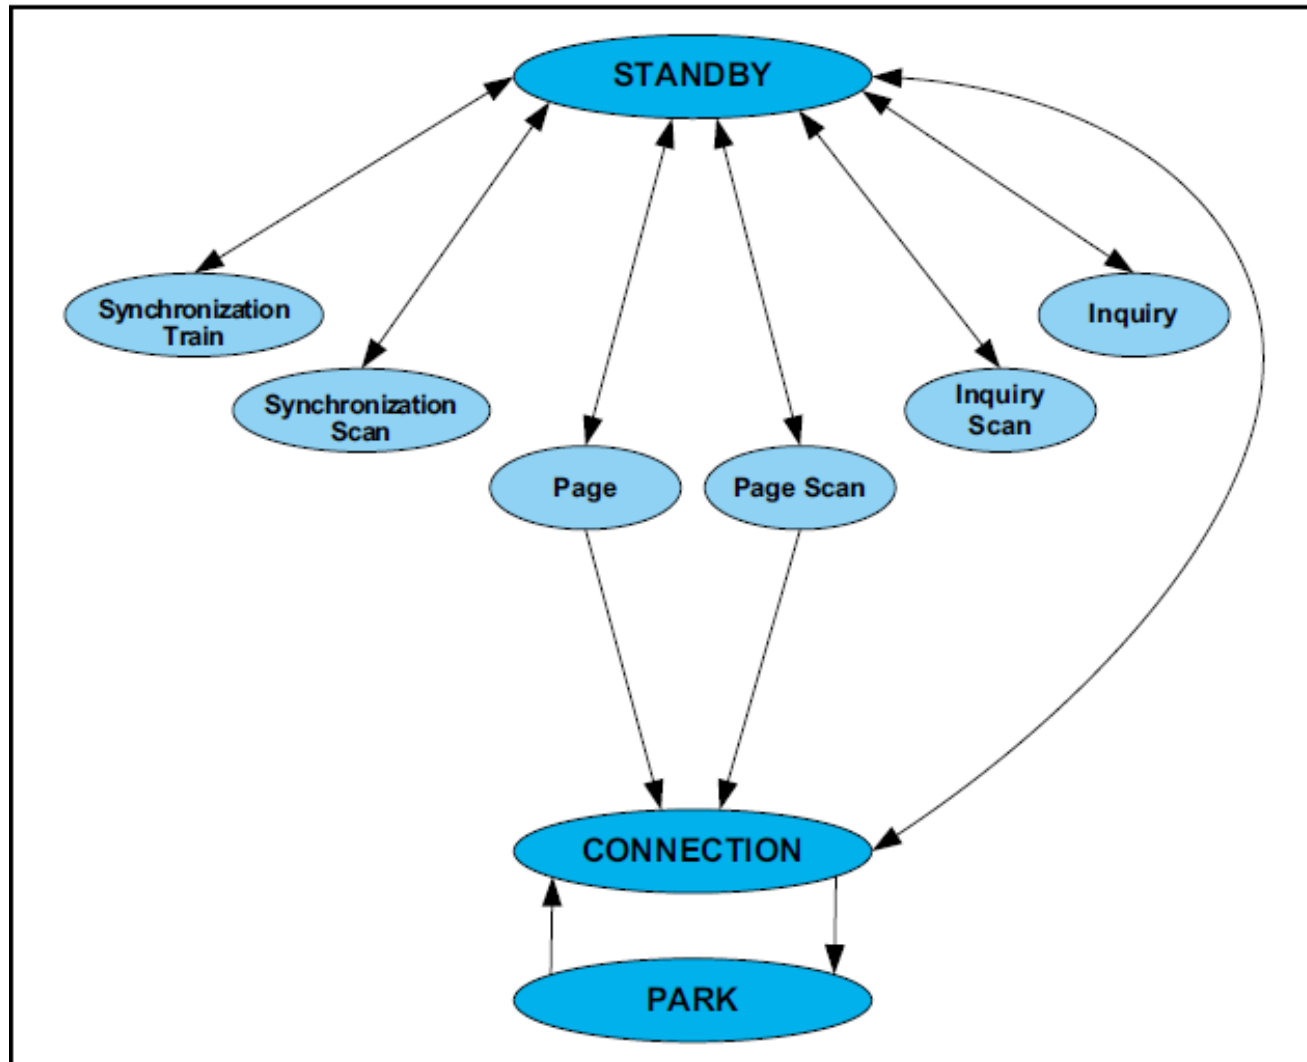 STANDBY
Synchronization
Train
Inquiry
Synchronization
Scan
Inquiry
Scan
Page
Page Scan
CONNECTION
PARK